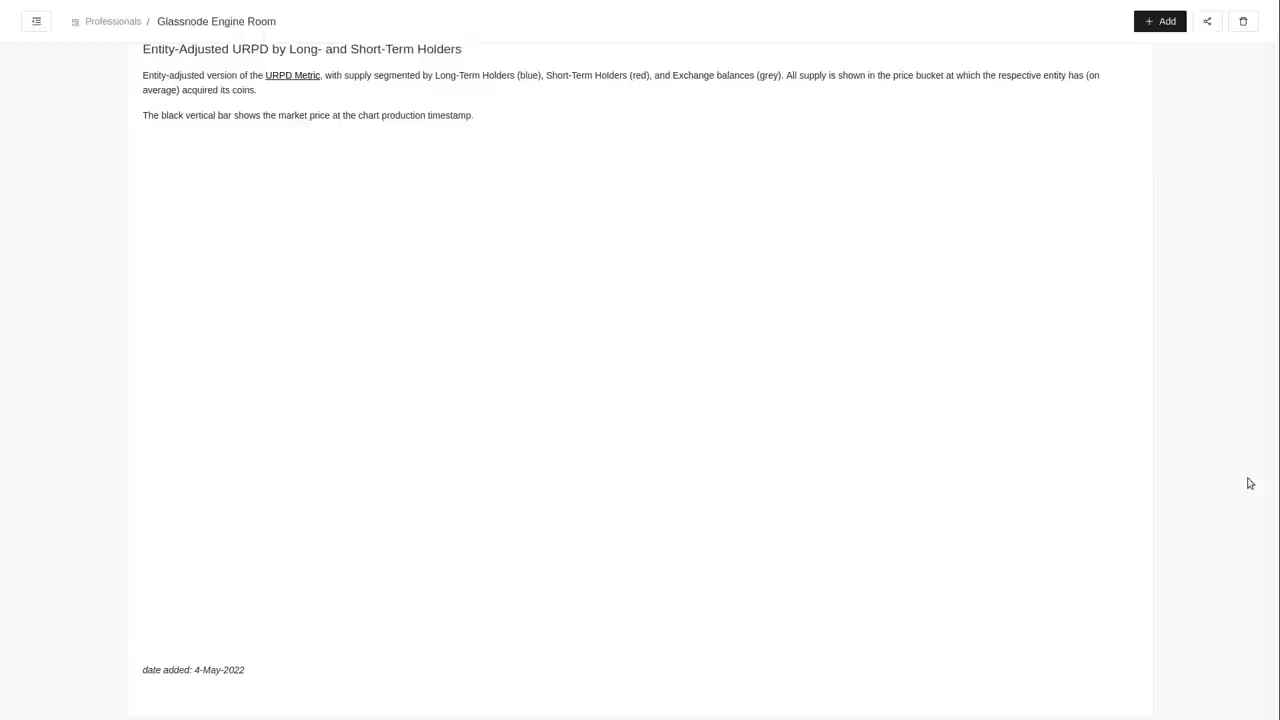 Professionals / Glassnode Engine Room
+ Add
Entity-Adjusted URPD by Long- and Short-Term Holders
Entity-adjusted version of the URPD Metric, with supply segmented by Long-Term Holders (blue), Short-Term Holders (red), and Exchange balances (grey). All supply is shown in the price bucket at which the respective entity has (on
average) acquired its coins.
The black vertical bar shows the market price at the chart production timestamp.
date added: 4-May-2022